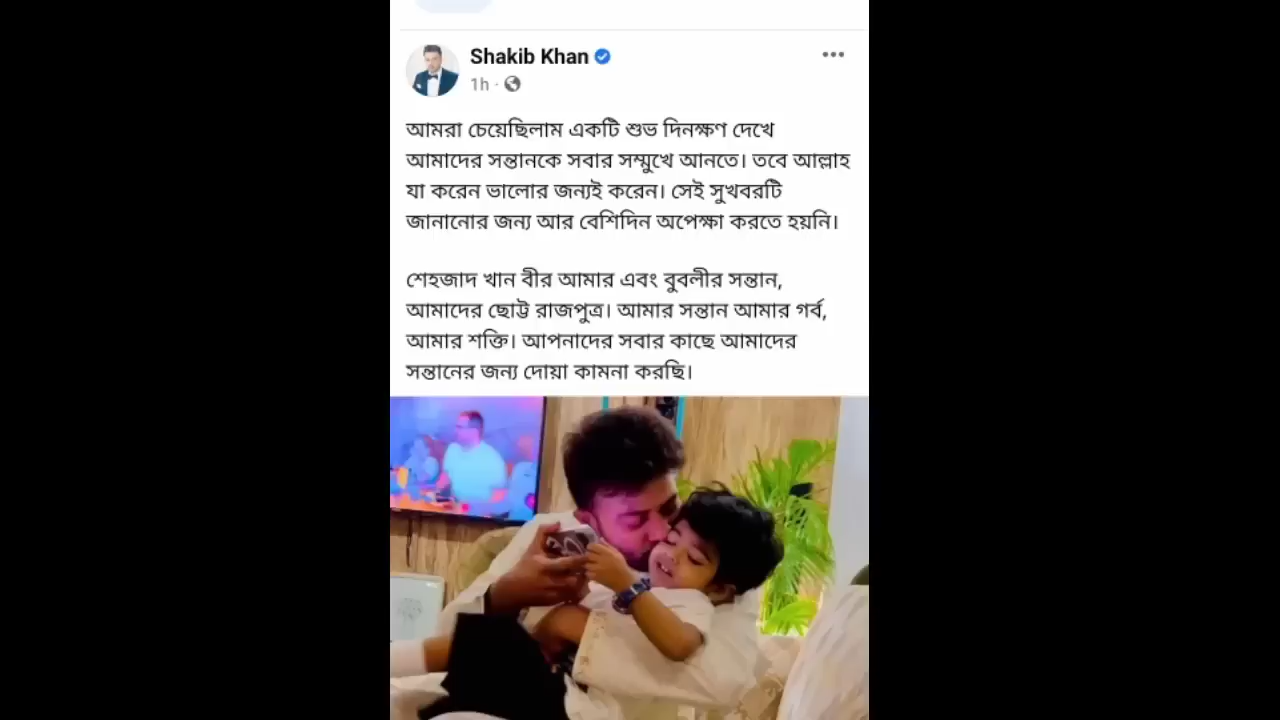 Shakib Khan
1h ·
আমরা চেয়েছিলাম একটি শুভ দিনক্ষণ দেখে
আমাদের সন্তানকে সবার সম্মুখে আনতে। তবে আল্লাহ
যা করেন ভালোর জন্যই করেন। সেই সুখবরটি
জানানোর জন্য আর বেশিদিন অপেক্ষা করতে হয়নি।
শেহজাদ খান বীর আমার এবং বুবলীর সন্তান,
আমাদের ছোট্ট রাজপুত্র। আমার সন্তান আমার গর্ব,
আমার শক্তি। আপনাদের সবার কাছে আমাদের
সন্তানের জন্য দোয়া কামনা করছি।